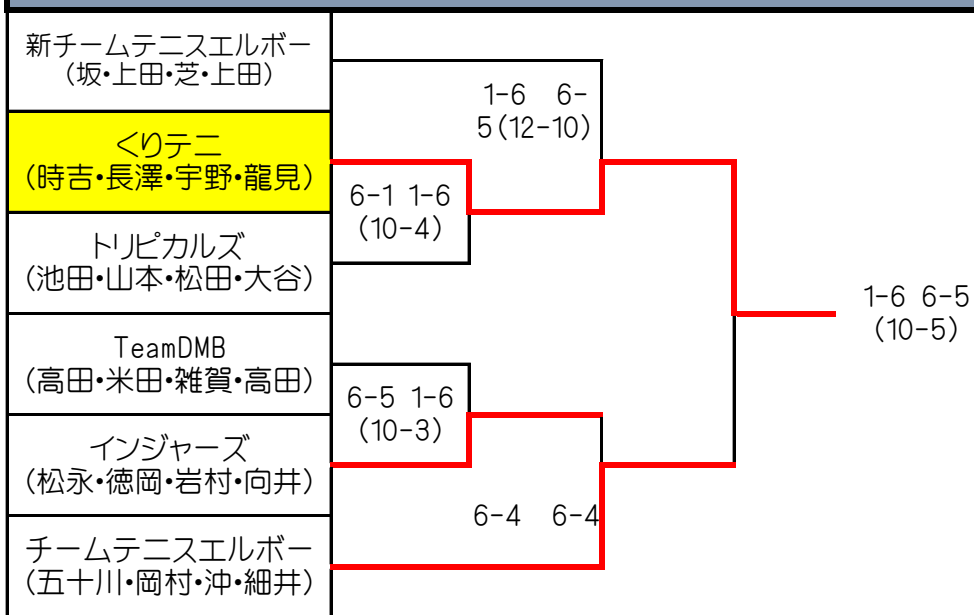 新チームテニスエルボー
(坂・上田・芝・上田)
1-6 6-
5(12-10)
くりテニ
(時吉・長澤・宇野・龍見)
6-1 1-6
(10-4)
トリピカルズ
(池田・山本・松田・大谷)
1-6 6-5
(10-5)
TeamDMB
(高田・米田・雑賀・高田)
6-5 1-6
(10-3)
インジャーズ
(松永・徳岡・岩村・向井)
6-4 6-4
チームテニスエルボー
(五十川・岡村・沖・細井)